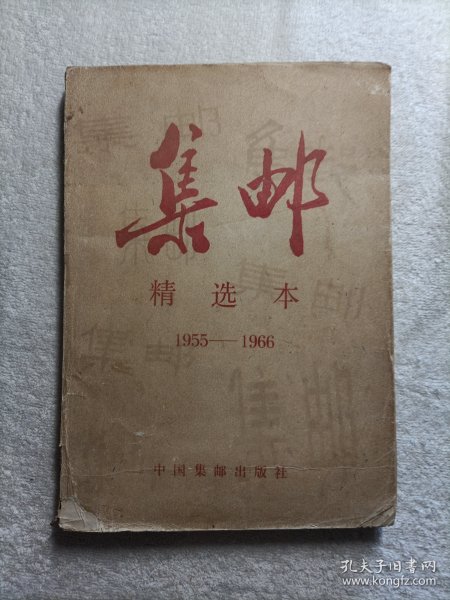 集邮
精选本
1955—1966
中国集邮出版社
孔夫子旧书网
www.kongfz.com